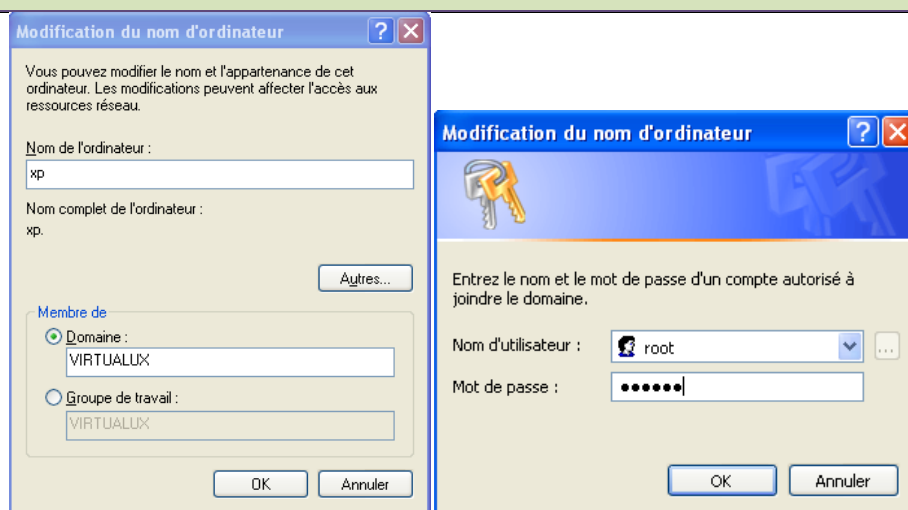 Modification du nom d'ordinateur
Vous pouvez modifier le nom et l'appartenance de cet
ordinateur. Les modifications peuvent affecter l'accès aux
ressources réseau.
Nom de l'ordinateur :
xp
Nom complet de l'ordinateur :
xp.
Autres...
Membre de
Domaine :
VIRTUALUX
Groupe de travail :
VIRTUALUX
OK Annuler
Modification du nom d'ordinateur
Entrez le nom et le mot de passe d'un compte autorisé à
joindre le domaine.
Nom d'utilisateur : root ...
Mot de passe : ●●●●●●
OK Annuler